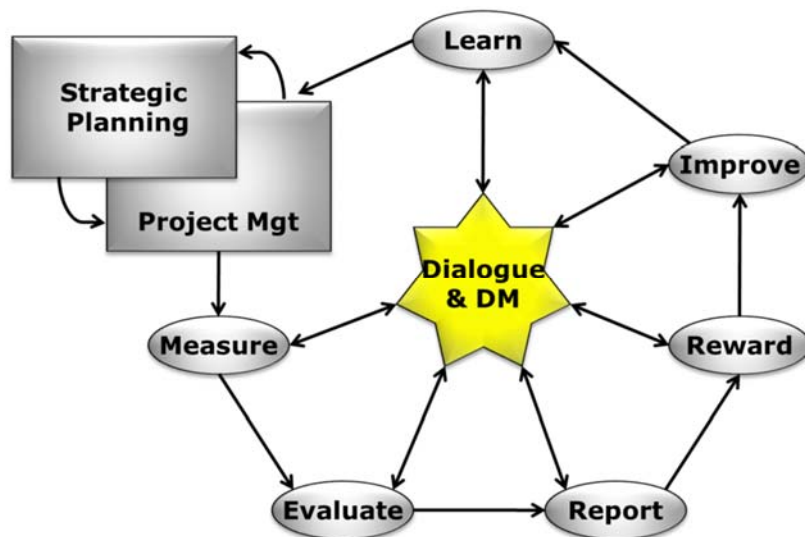 Learn
Strategic
Planning
Improve
Project Mgt
Dialogue
& DM
Measure
Reward
Evaluate
Report